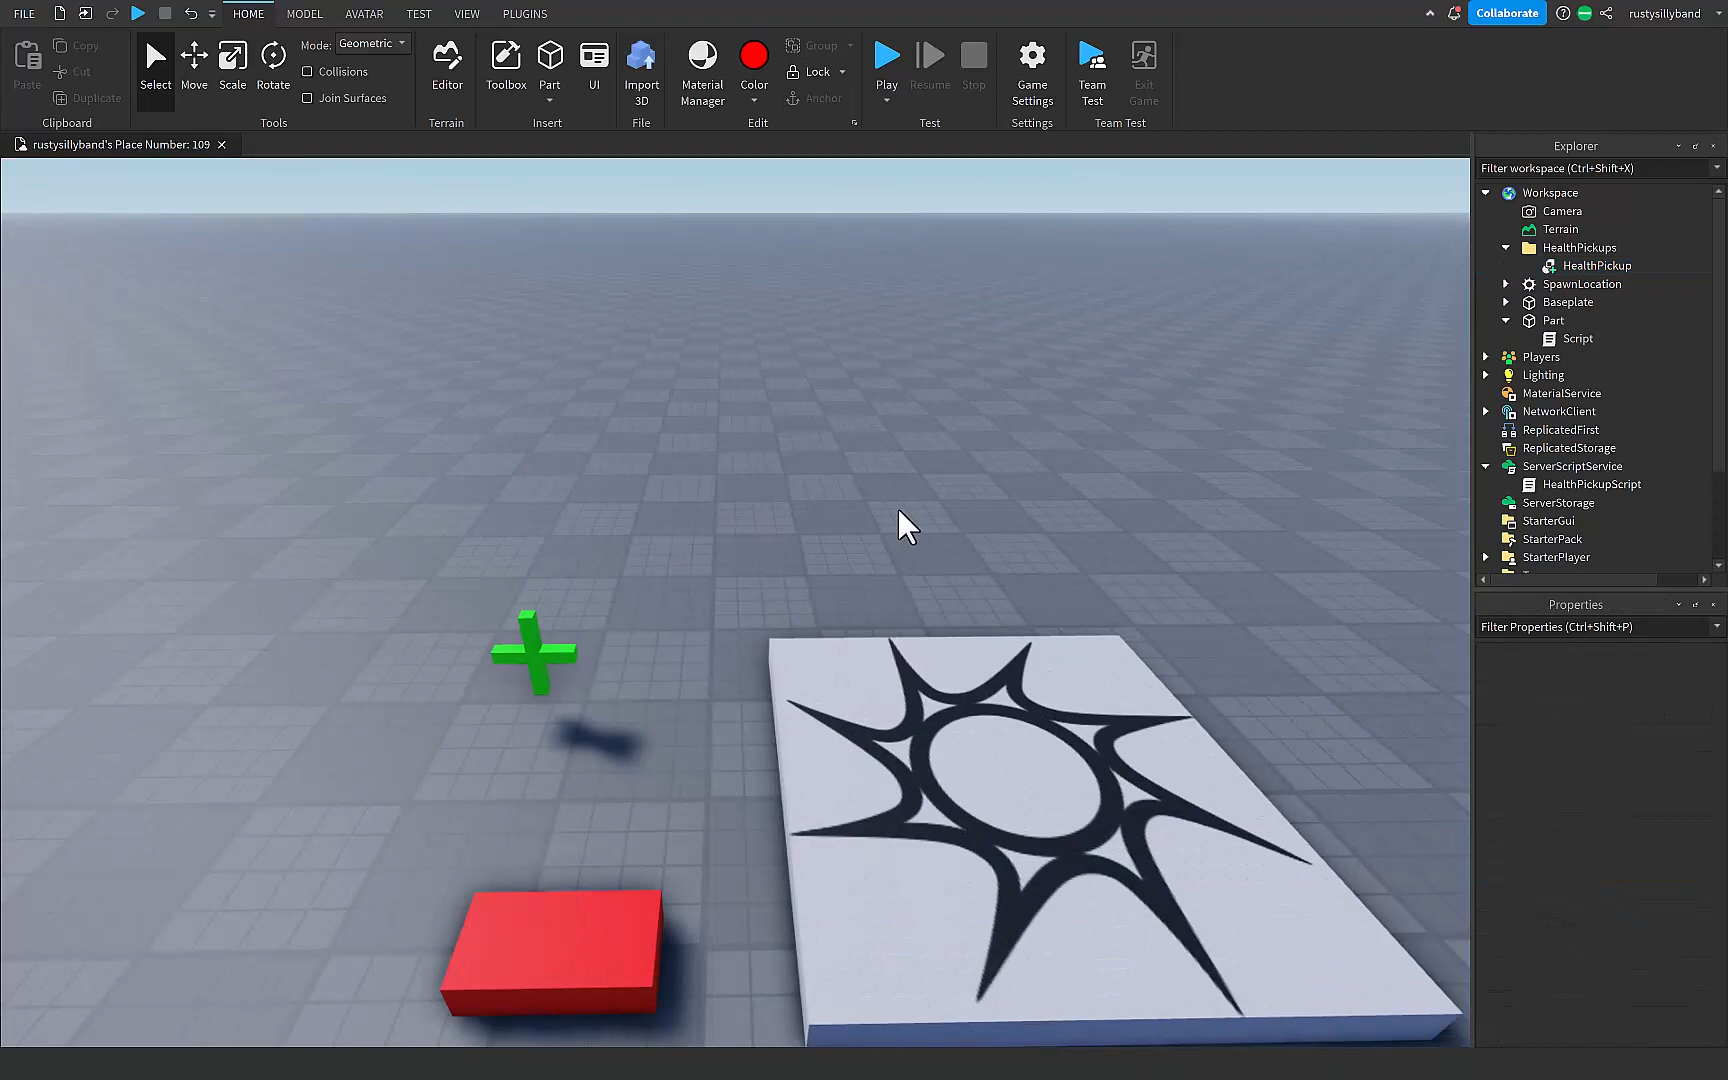 FILE
HOME
MODEL
AVATAR
TEST
VIEW
PLUGINS
Collaborate
rustysillyband
Paste
Copy
Cut
Duplicate
Clipboard
Select
Move
Scale
Rotate
Mode:
Geometric
Collisions
Join Surfaces
Tools
Editor
Terrain
Toolbox
Part
UI
Insert
Import
3D
File
Material
Manager
Color
Group
Lock
Anchor
Edit
Play
Resume
Stop
Test
Game
Settings
Settings
Team
Test
Exit
Game
Team Test
rustysillyband's Place Number: 109
Explorer
Filter workspace (Ctrl+Shift+X)
Workspace
Camera
Terrain
HealthPickups
HealthPickup
SpawnLocation
Baseplate
Part
Script
Players
Lighting
MaterialService
NetworkClient
ReplicatedFirst
ReplicatedStorage
ServerScriptService
HealthPickupScript
ServerStorage
StarterGui
StarterPack
StarterPlayer
Properties
Filter Properties (Ctrl+Shift+P)